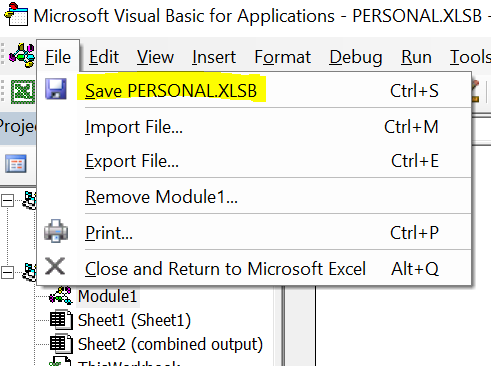 Microsoft Visual Basic for Applications - PERSONAL.XLSB -
File Edit View Insert Format Debug Run Tools
Save PERSONAL.XLSB Ctrl+S
Proje
Import File... Ctrl+M
Export File... Ctrl+E
Remove Module1...
Print... Ctrl+P
Close and Return to Microsoft Excel Alt+Q
Module1
Sheet1 (Sheet1)
Sheet2 (combined output)
ThisWorkbook